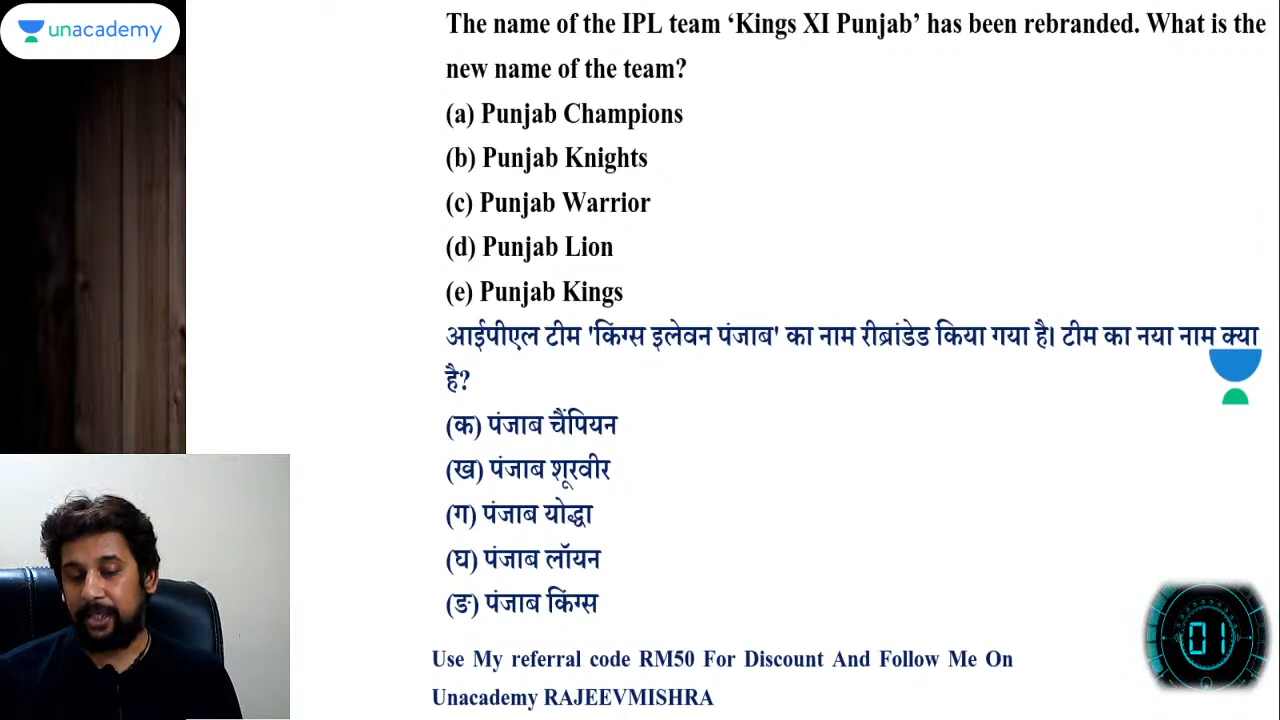 unacademy
The name of the IPL team ‘Kings XI Punjab’ has been rebranded. What is the
new name of the team?
(a) Punjab Champions
(b) Punjab Knights
(c) Punjab Warrior
(d) Punjab Lion
(e) Punjab Kings
आईपीएल टीम 'किंग्स इलेवन पंजाब' का नाम रीब्रांडेड किया गया है। टीम का नया नाम क्या
है?
(क) पंजाब चैंपियन
(ख) पंजाब शूरवीर
(ग) पंजाब योद्धा
(घ) पंजाब लॉयन
(ङ) पंजाब किंग्स
01
Use My referral code RM50 For Discount And Follow Me On
Unacademy RAJEEVMISHRA